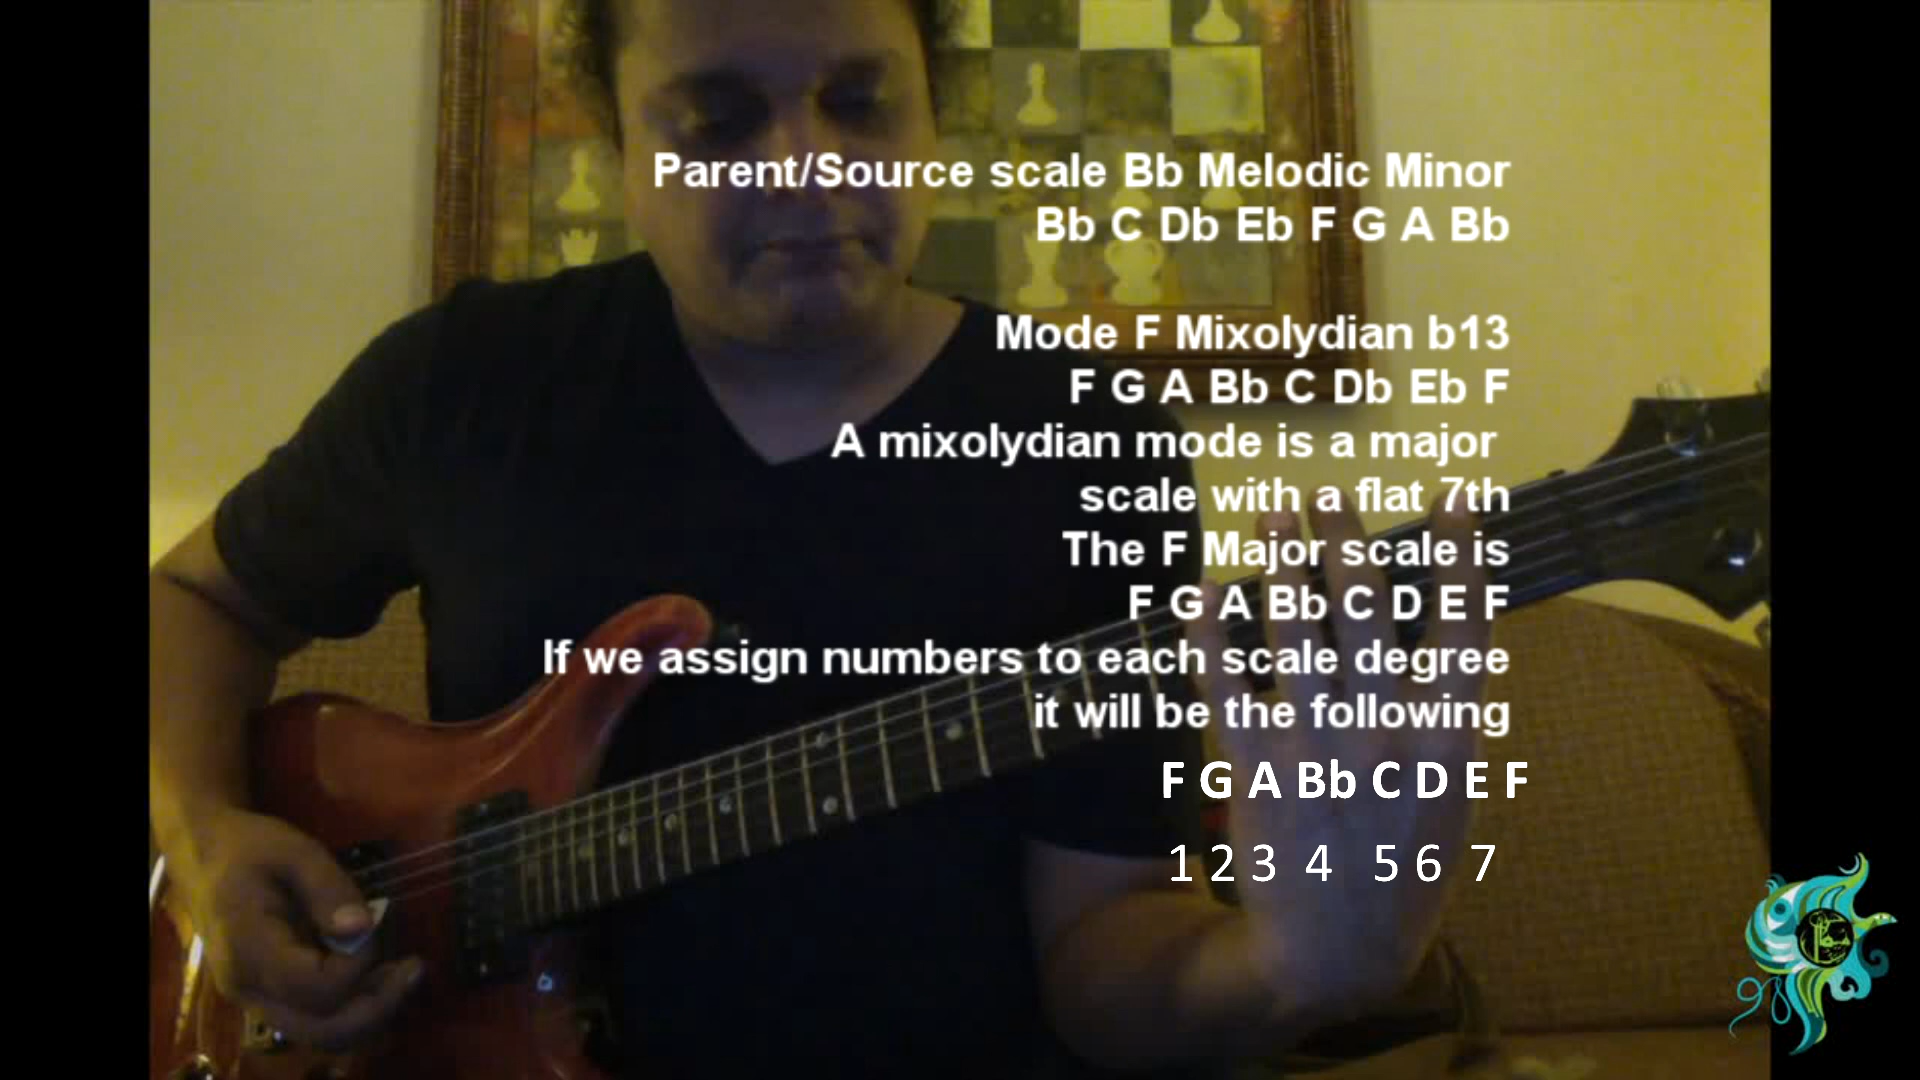 Parent/Source scale Bb Melodic Minor
Bb C Db Eb F G A Bb
Mode F Mixolydian b13
F G A Bb C Db Eb F
A mixolydian mode is a major
scale with a flat 7th
The F Major scale is
F G A Bb C D E F
If we assign numbers to each scale degree
it will be the following
F G A Bb C D E F
1 2 3 4 5 6 7